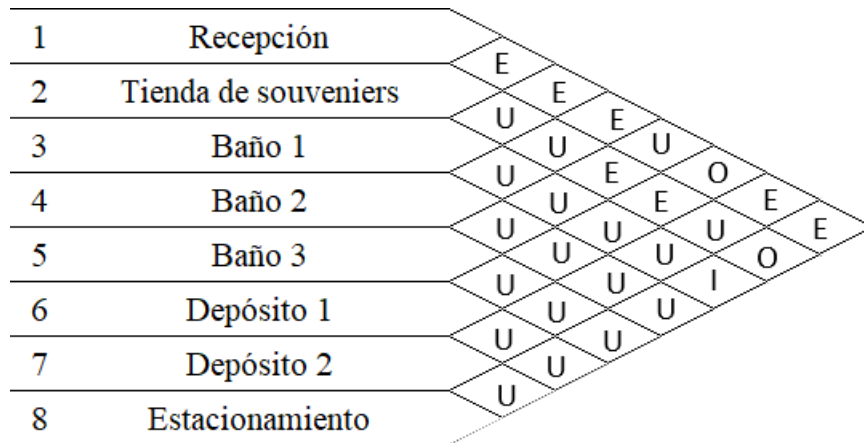 1 Recepción
E
2 Tienda de souveniers E
U E
3 Baño 1 U U
U E O
4 Baño 2 U E E
U U U E
5 Baño 3 U U O
U U I
6 Depósito 1 U U
U U
7 Depósito 2 U
U
8 Estacionamiento